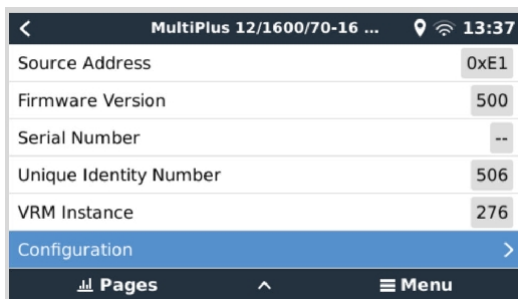 MultiPlus 12/1600/70-16 ... 13:37
Source Address 0xE1
Firmware Version 500
Serial Number --
Unique Identity Number 506
VRM Instance 276
Configuration
Pages Menu